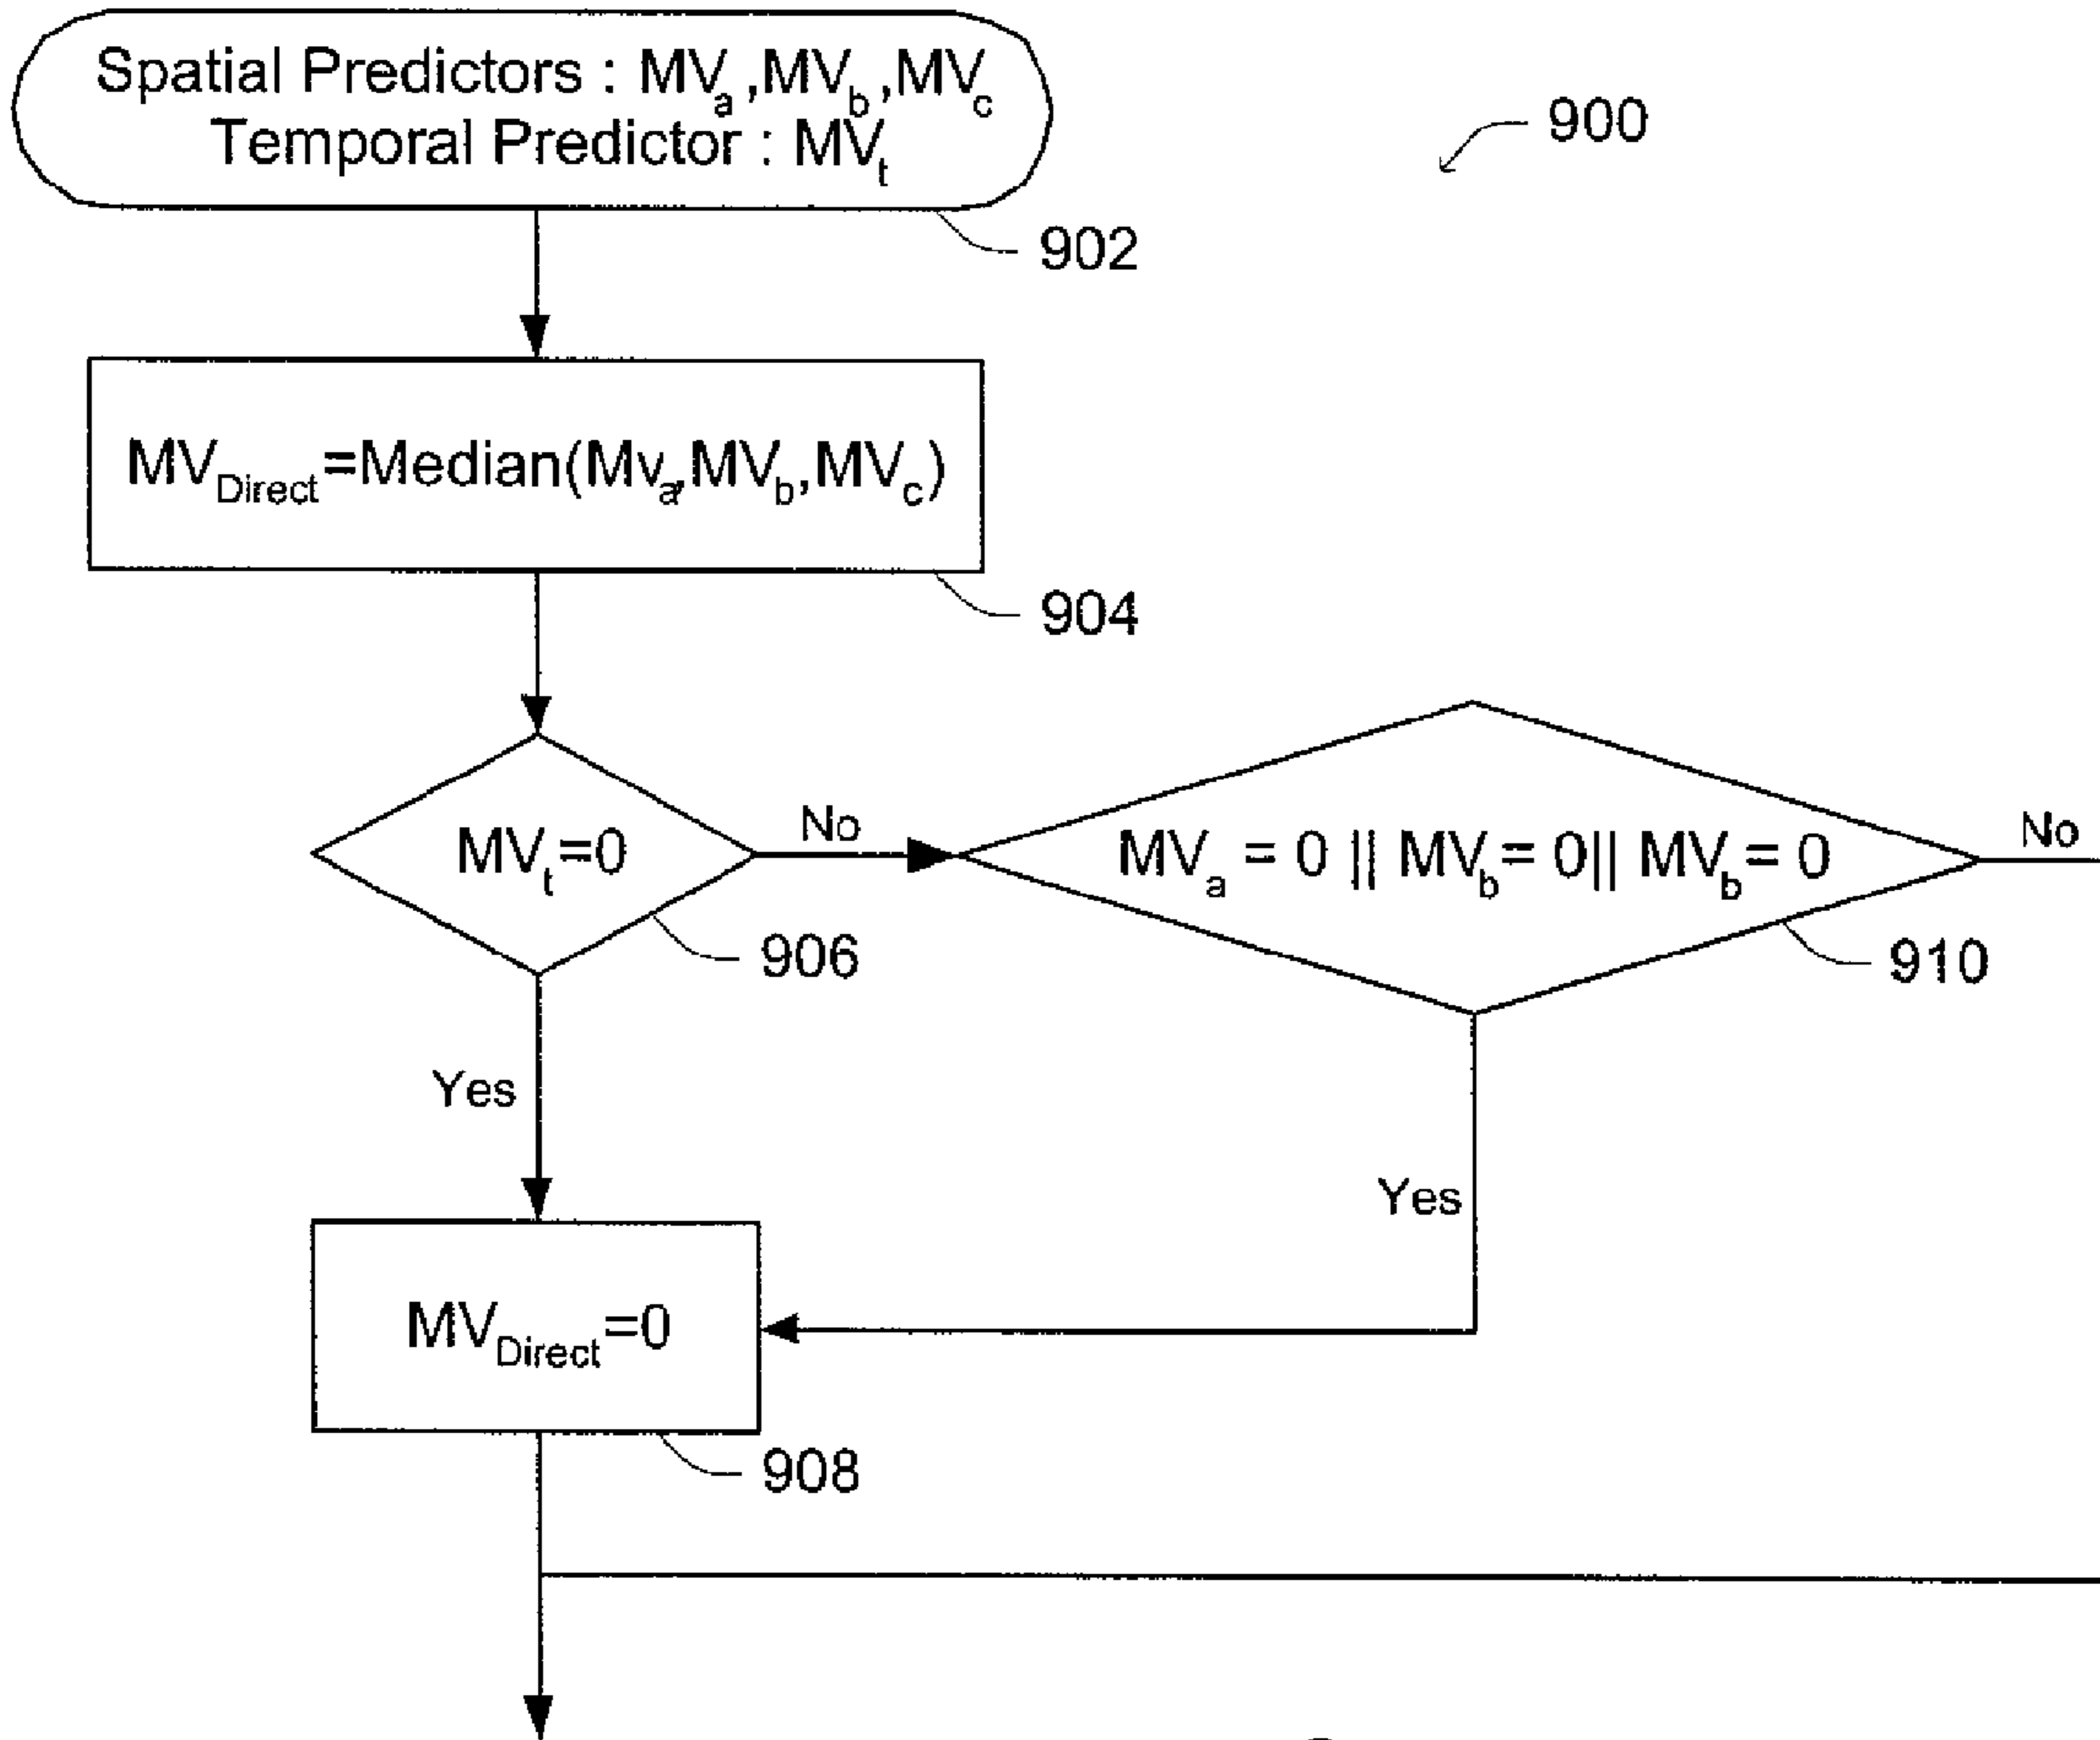 Spatial Predictors : MVa,MVb,MVc
Temporal Predictor : MVt
900
902
MVDirect=Median(Mva,MVb,MVc)
904
MVt=0
No
MVa = 0 || MVb= 0|| MVb= 0
No
906
910
Yes
Yes
MVDirect=0
908